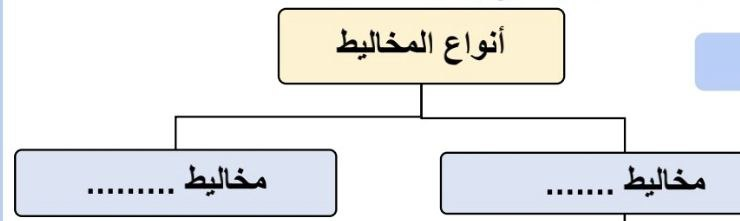 أنواع المخاليط
مخاليط .......
مخاليط .........